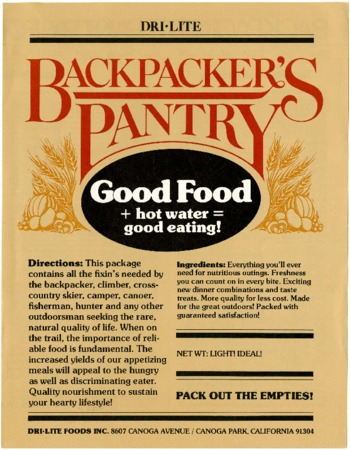 DRI·LITE
BACKPACKER'S
PANTRY
Good Food
+ hot water =
good eating!
Directions: This package
contains all the fixin's needed by
the backpacker, climber, cross-
country skier, camper, canoer,
fisherman, hunter and any other
outdoorsman seeking the rare,
natural quality of life. When on
the trail, the importance of reli-
able food is fundamental. The
increased yields of our appetizing
meals will appeal to the hungry
as well as discriminating eater.
Quality nourishment to sustain
your hearty lifestyle!
Ingredients: Everything you'll ever
need for nutritious outings. Freshness
you can count on in every bite. Exciting
new dinner combinations and taste
treats. More quality for less cost. Made
for the great outdoors! Packed with
guaranteed satisfaction!
NET WT: LIGHT! IDEAL!
PACK OUT THE EMPTIES!
DRI-LITE FOODS INC. 8607 CANOGA AVENUE / CANOGA PARK, CALIFORNIA 91304